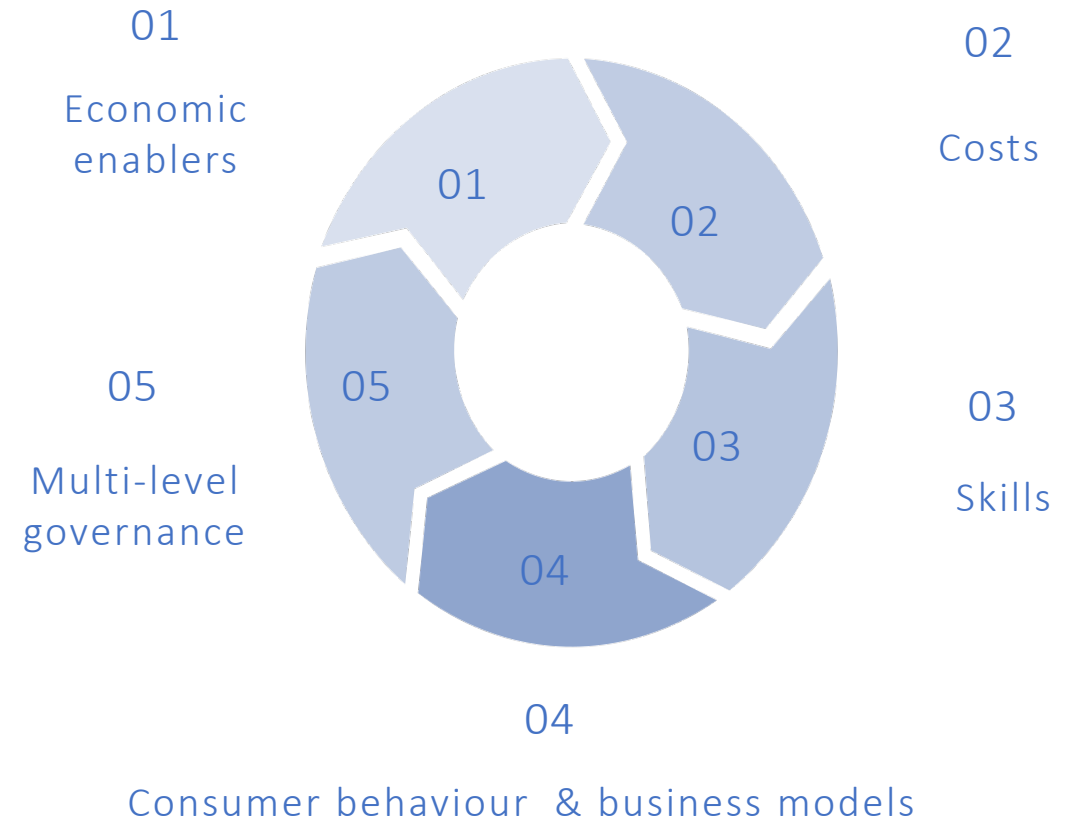 01
Economic
enablers
02
Costs
01
02
05
Multi-level
governance
05
03
03
Skills
04
04
Consumer behaviour & business models